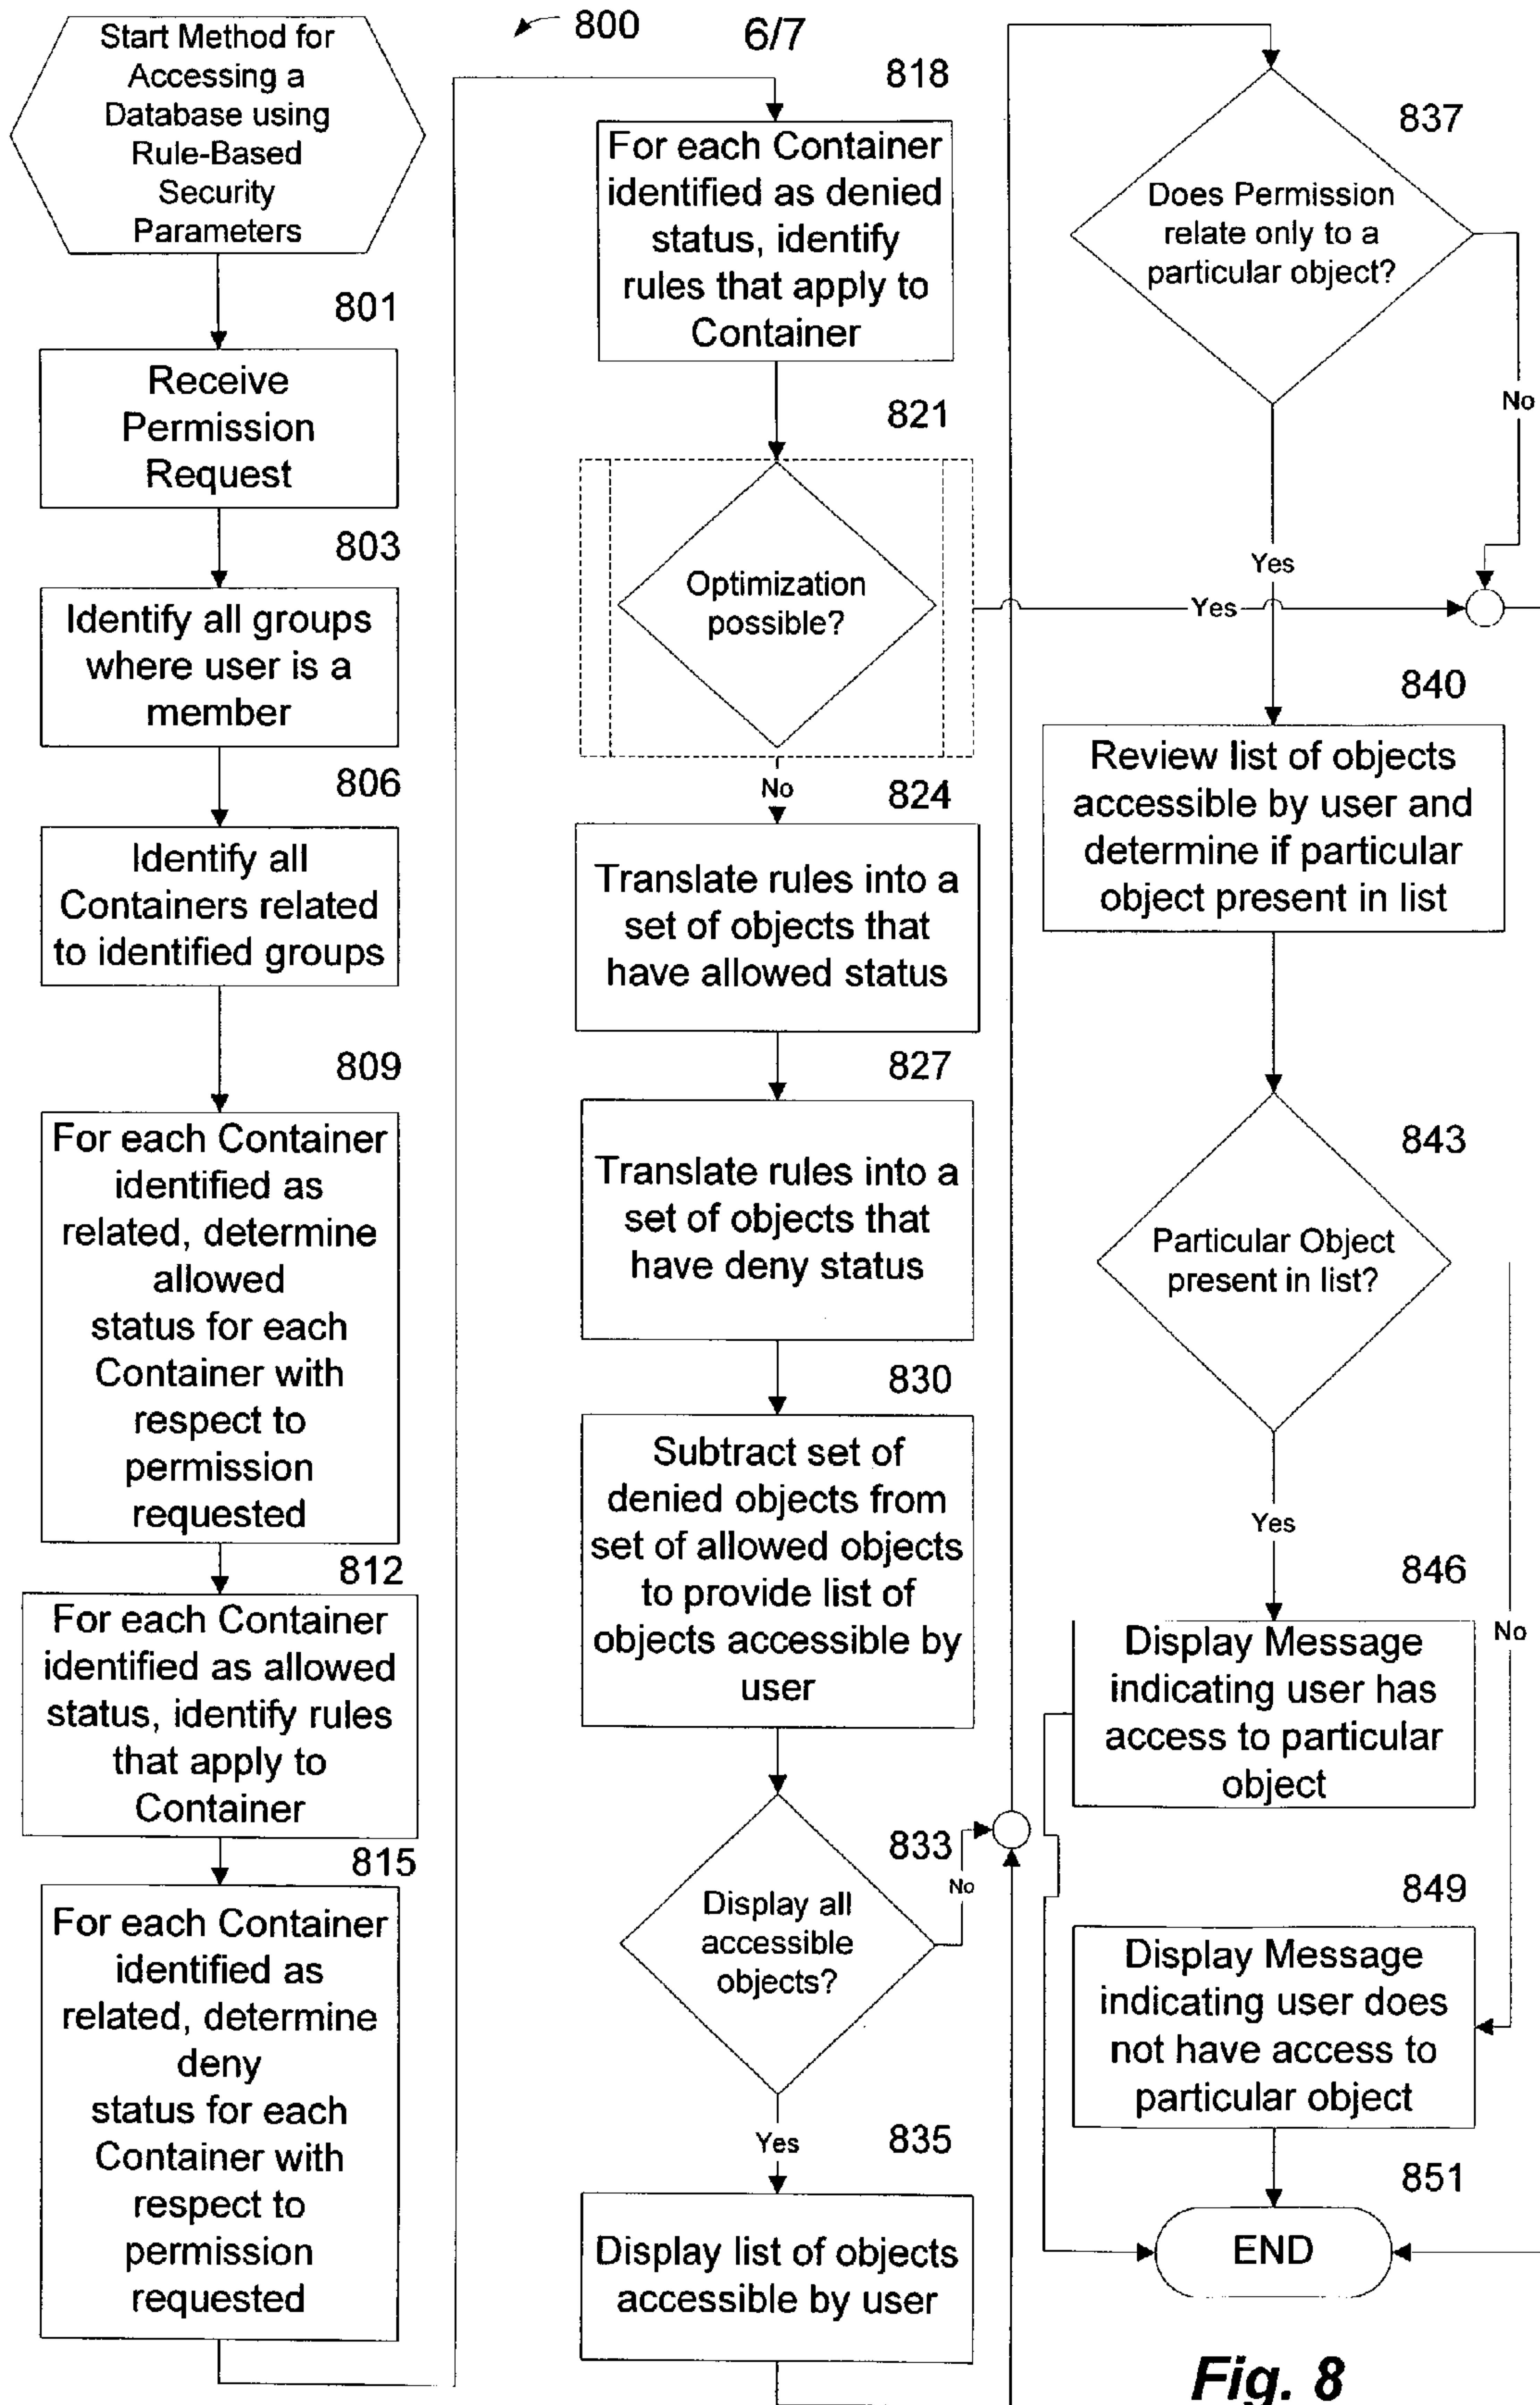 800
6/7
Start Method for
Accessing a
Database using
Rule-Based
Security
Parameters
801
Receive
Permission
Request
803
Identify all groups
where user is a
member
806
Identify all
Containers related
to identified groups
809
For each Container
identified as
related, determine
allowed
status for each
Container with
respect to
permission
requested
812
For each Container
identified as allowed
status, identify rules
that apply to
Container
815
For each Container
identified as
related, determine
deny
status for each
Container with
respect to
permission
requested
818
For each Container
identified as denied
status, identify
rules that apply to
Container
821
Optimization
possible?
Yes
No
824
Translate rules into a
set of objects that
have allowed status
827
Translate rules into a
set of objects that
have deny status
830
Subtract set of
denied objects from
set of allowed objects
to provide list of
objects accessible by
user
833
Display all
accessible
objects?
No
Yes
835
Display list of objects
accessible by user
837
Does Permission
relate only to a
particular object?
No
Yes
840
Review list of objects
accessible by user and
determine if particular
object present in list
843
Particular Object
present in list?
Yes
No
846
Display Message
indicating user has
access to particular
object
849
Display Message
indicating user does
not have access to
particular object
851
END
Fig. 8